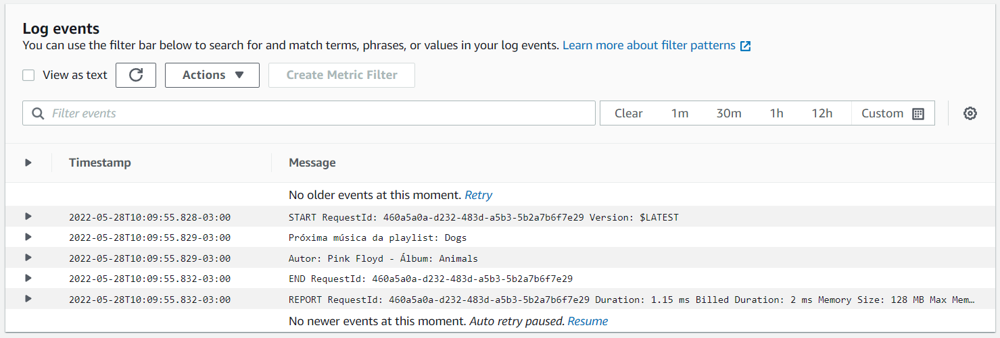 Log events
You can use the filter bar below to search for and match terms, phrases, or values in your log events. Learn more about filter patterns
View as text Actions Create Metric Filter
Filter events Clear 1m 30m 1h 12h Custom
Timestamp Message
No older events at this moment. Retry
2022-05-28T10:09:55.828-03:00 START RequestId: 460a5a0a-d232-483d-a5b3-5b2a7b6f7e29 Version: $LATEST
2022-05-28T10:09:55.829-03:00 Próxima música da playlist: Dogs
2022-05-28T10:09:55.829-03:00 Autor: Pink Floyd - Álbum: Animals
2022-05-28T10:09:55.832-03:00 END RequestId: 460a5a0a-d232-483d-a5b3-5b2a7b6f7e29
2022-05-28T10:09:55.832-03:00 REPORT RequestId: 460a5a0a-d232-483d-a5b3-5b2a7b6f7e29 Duration: 1.15 ms Billed Duration: 2 ms Memory Size: 128 MB Max Mem…
No newer events at this moment. Auto retry paused. Resume